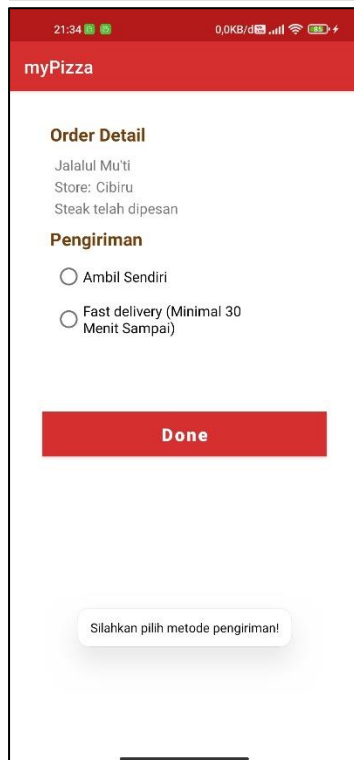 21:34 0,0KB/d 85
myPizza
Order Detail
Jalalul Mu'ti
Store: Cibiru
Steak telah dipesan
Pengiriman
Ambil Sendiri
Fast delivery (Minimal 30
Menit Sampai)
Done
Silahkan pilih metode pengiriman!